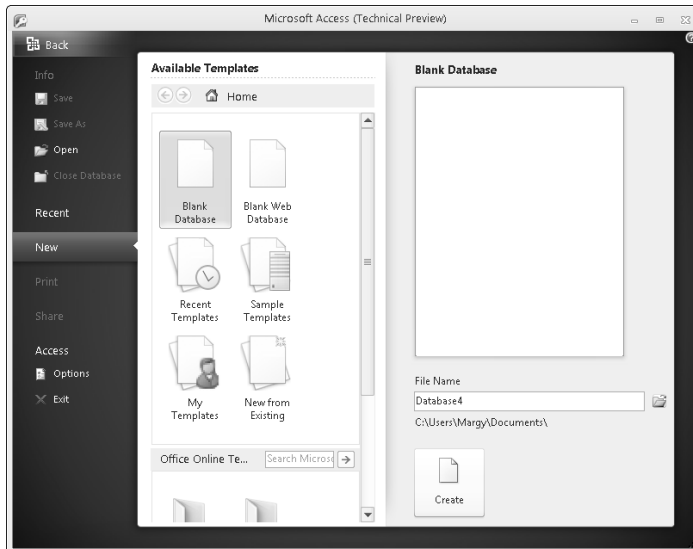 Microsoft Access (Technical Preview)
Back
Info
Save
Save As
Open
Close Database
Recent
New
Print
Share
Access
Options
Exit
Available Templates
Home
Blank
Database
Blank Web
Database
Recent
Templates
Sample
Templates
My
Templates
New from
Existing
Office Online Te...
Search Microso
Blank Database
File Name
Database4
C:\Users\Margy\Documents\
Create